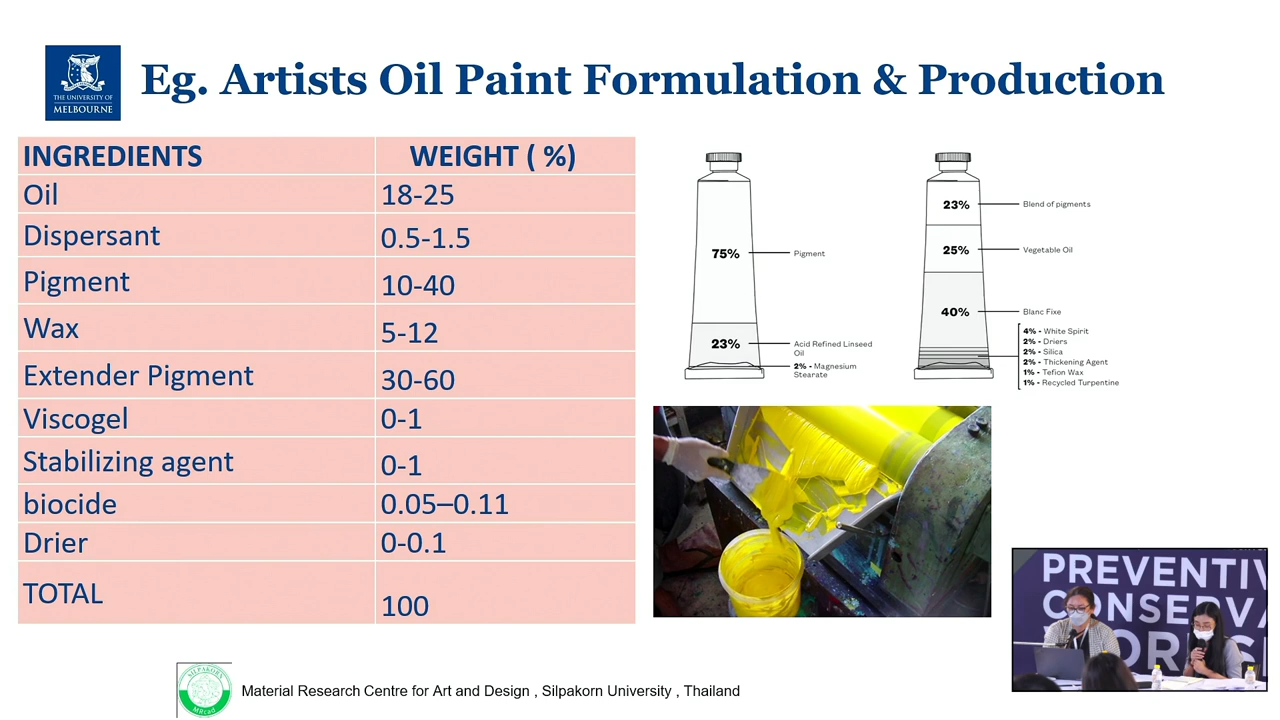 THE UNIVERSITY OF
MELBOURNE
Eg. Artists Oil Paint Formulation & Production
INGREDIENTS WEIGHT ( %)
Oil 18-25
Dispersant 0.5-1.5
Pigment 10-40
Wax 5-12
Extender Pigment 30-60
Viscogel 0-1
Stabilizing agent 0-1
biocide 0.05–0.11
Drier 0-0.1
TOTAL 100
75% Pigment
23% Acid Refined Linseed
Oil
2% - Magnesium
Stearate
23% Blend of pigments
25% Vegetable Oil
40% Blanc Fixe
4% - White Spirit
2% - Driers
2% - Silica
2% - Thickening Agent
1% - Teflon Wax
1% - Recycled Turpentine
PREVENTIV
CONSERVA
SILPAKORN
MRcad
Material Research Centre for Art and Design , Silpakorn University , Thailand